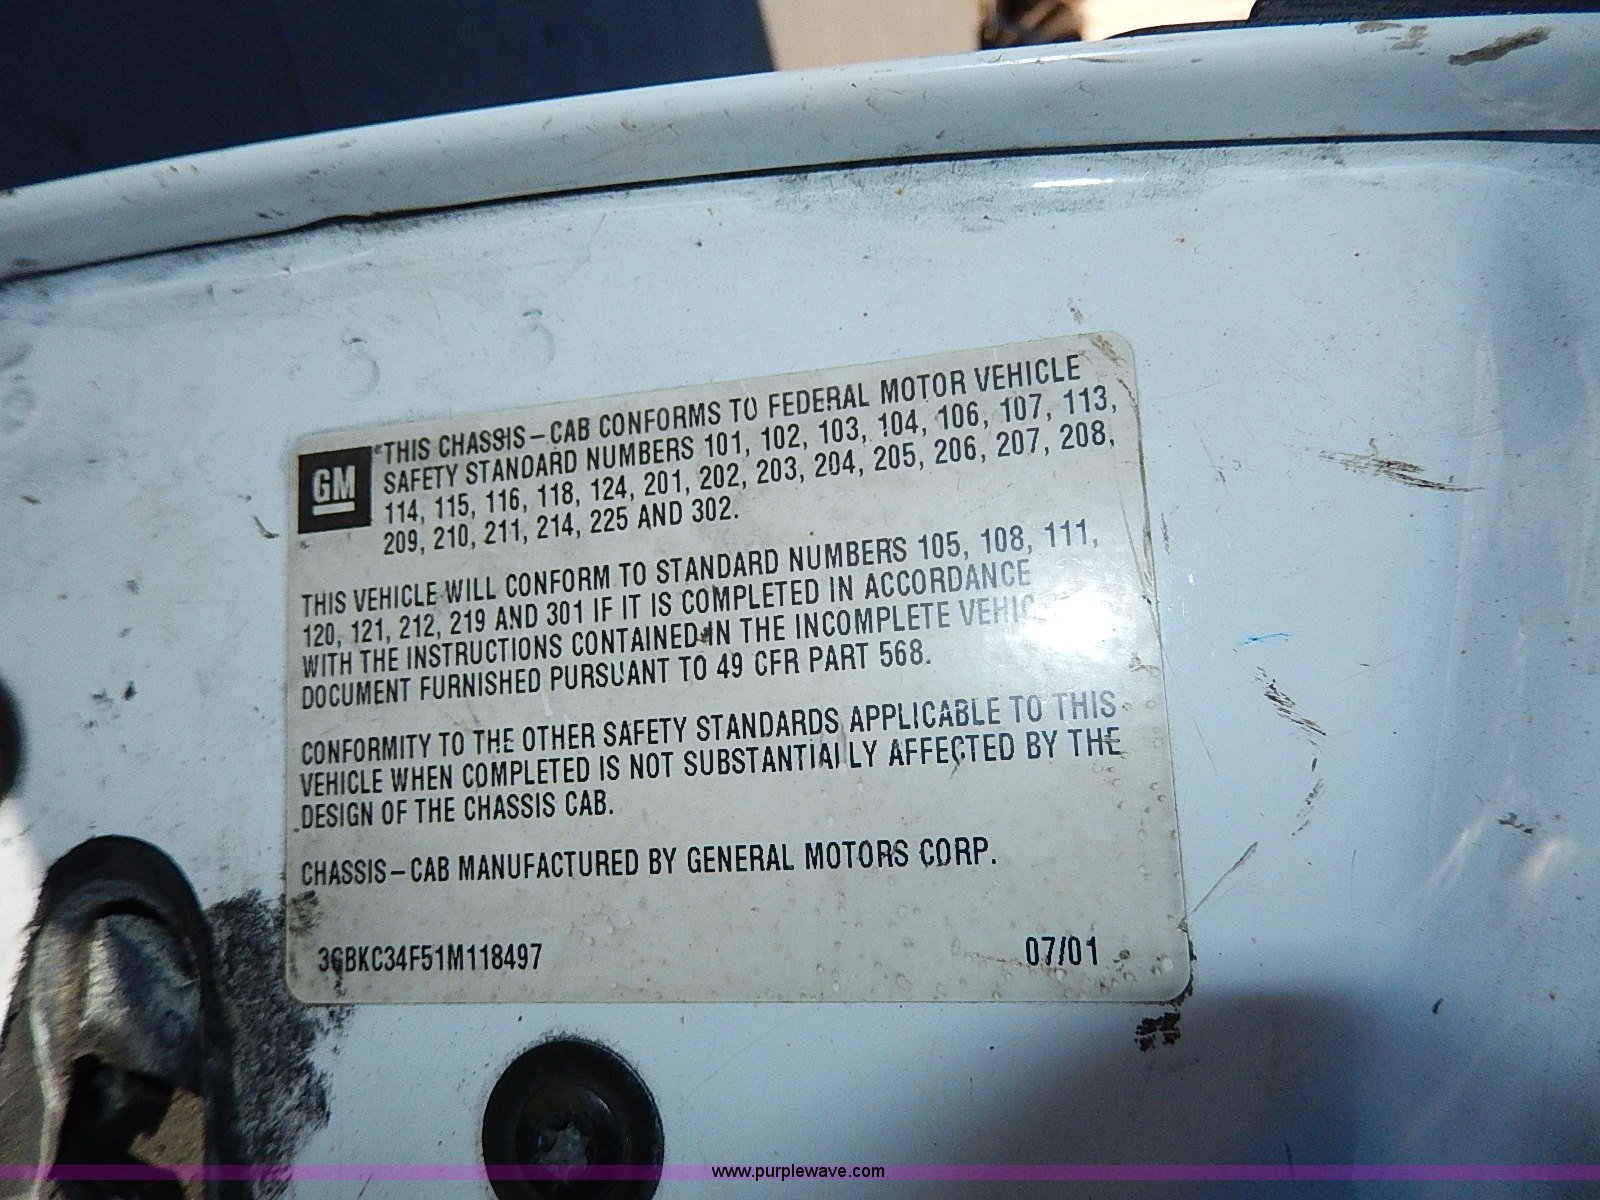 GM
"THIS CHASSIS-CAB CONFORMS TO FEDERAL MOTOR VEHICLE
SAFETY STANDARD NUMBERS 101, 102, 103, 104, 106, 107, 113,
114, 115, 116, 118, 124, 201, 202, 203, 204, 205, 206, 207, 208,
209, 210, 211, 214, 225 AND 302.
THIS VEHICLE WILL CONFORM TO STANDARD NUMBERS 105, 108, 111,
120, 121, 212, 219 AND 301 IF IT IS COMPLETED IN ACCORDANCE
WITH THE INSTRUCTIONS CONTAINED IN THE INCOMPLETE
DOCUMENT FURNISHED PURSUANT TO 49 CFR PART 568.
CONFORMITY TO THE OTHER SAFETY STANDARDS APPLICABLE TO THIS
VEHICLE WHEN COMPLETED IS NOT SUBSTANTIALLY AFFECTED BY THE
DESIGN OF THE CHASSIS CAB.
CHASSIS-CAB MANUFACTURED BY GENERAL MOTORS CORP.
3GBKC34F51M118497 07/01
www.purplewave.com